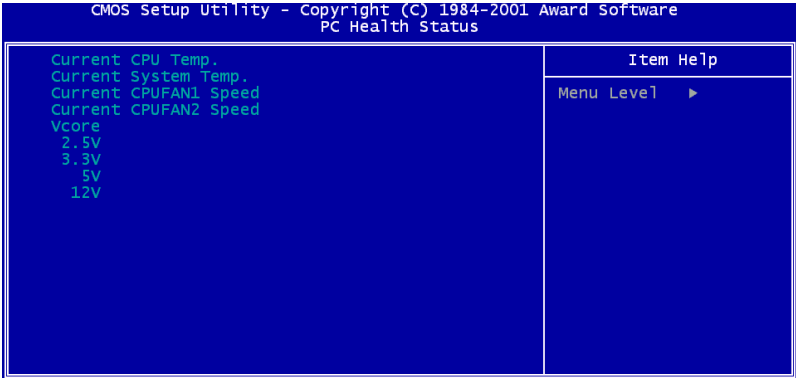 CMOS Setup Utility - Copyright (C) 1984-2001 Award Software
PC Health Status
Current CPU Temp.
Current System Temp.
Current CPUFAN1 Speed
Current CPUFAN2 Speed
Vcore
2.5V
3.3V
5V
12V
Item Help
Menu Level ►